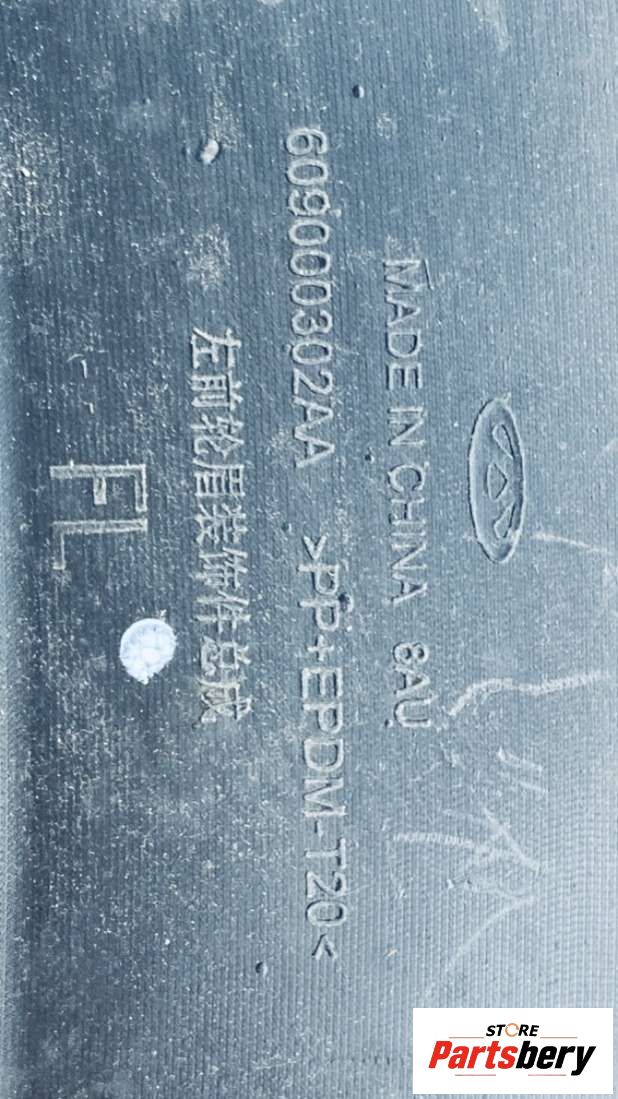 MADE IN CHINA 8AU
609000302AA >PP+EPDM-T20<
左前轮眉装饰件总成
FL
STORE
Partsbery